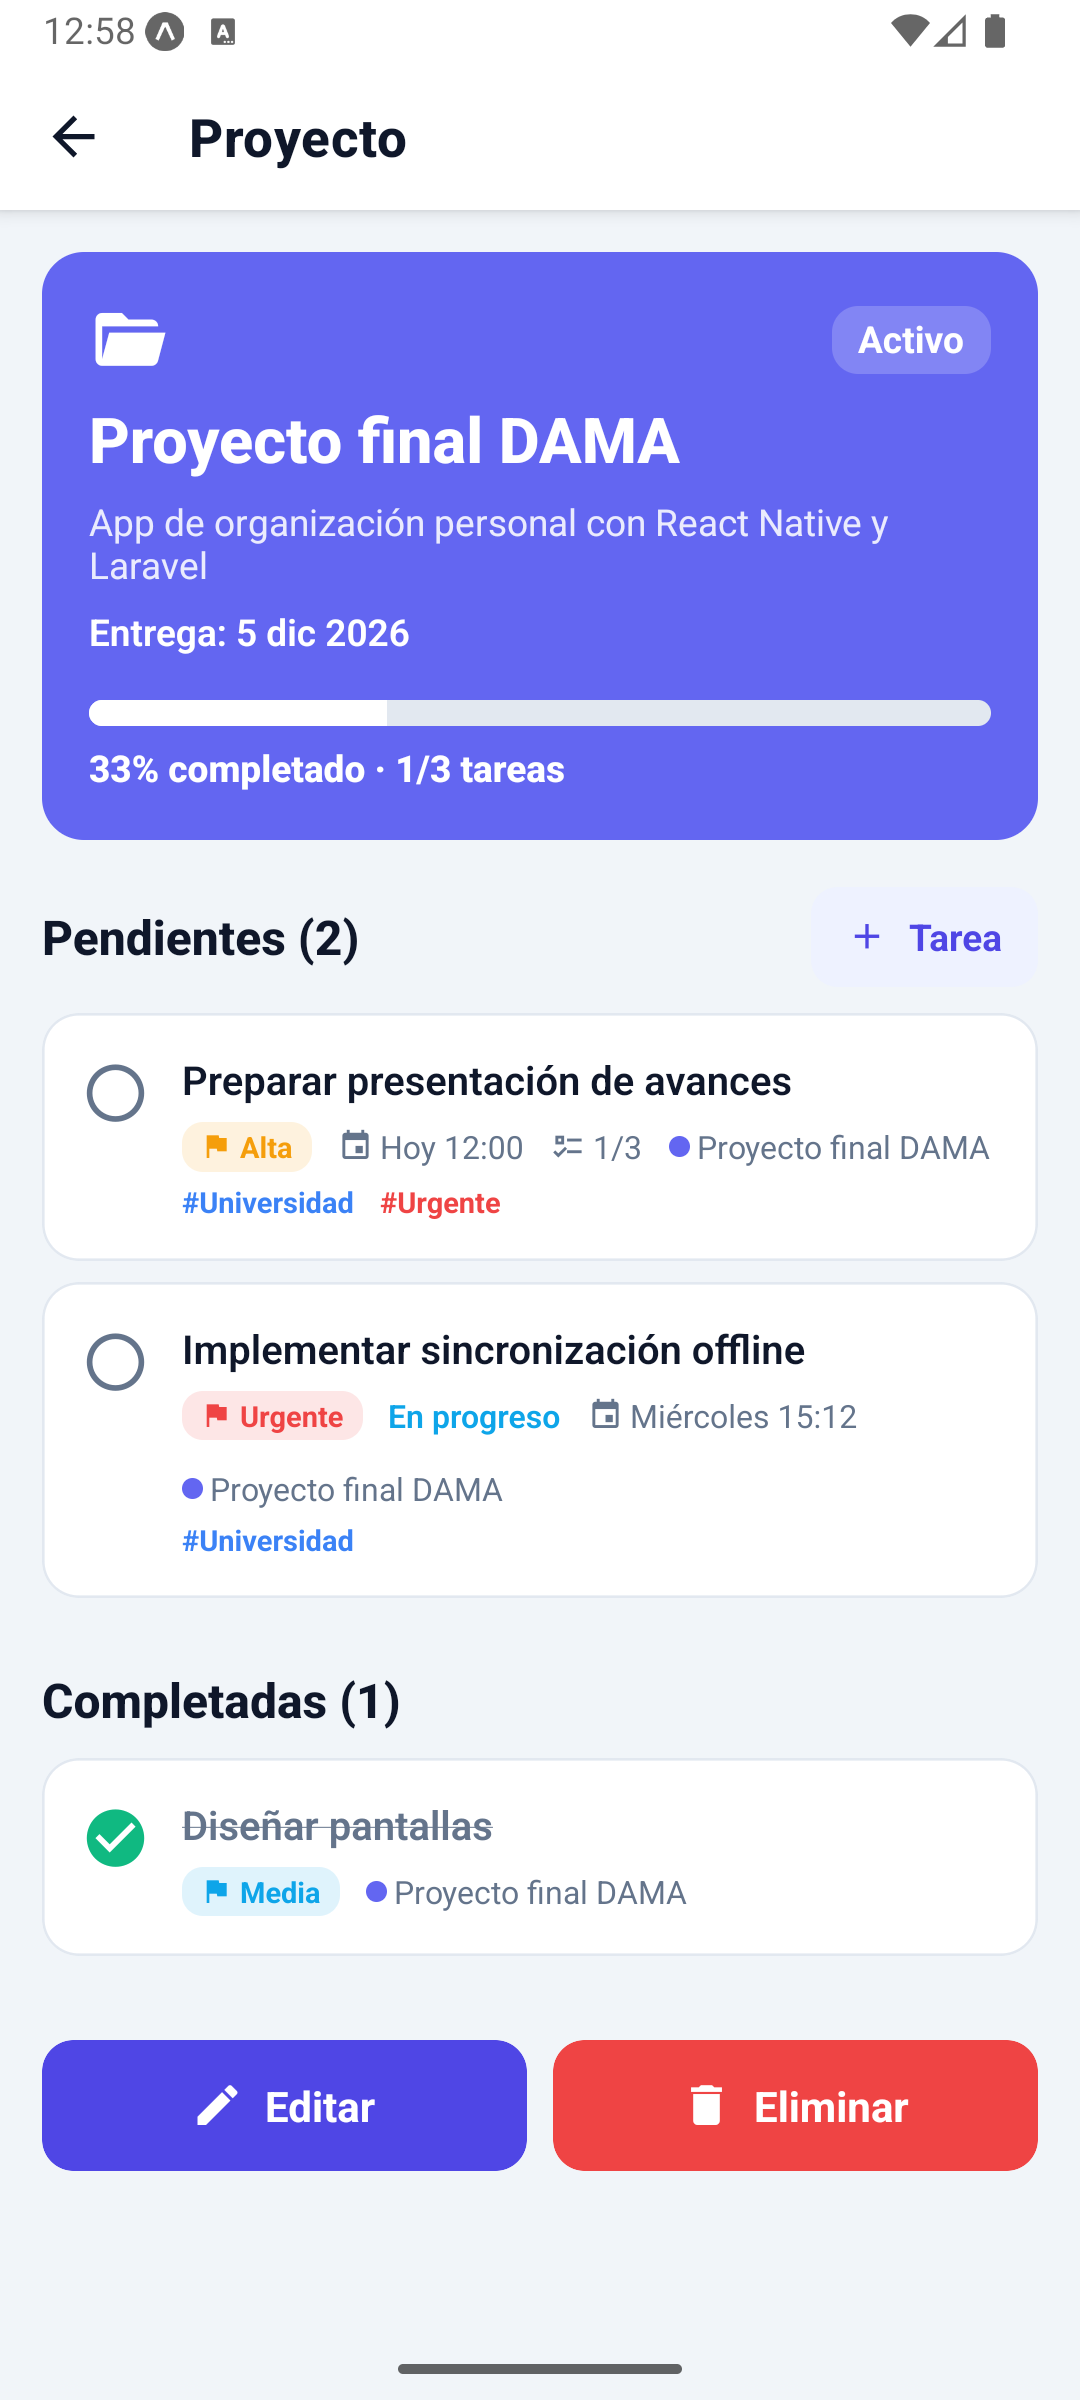 12:58
Proyecto
Activo
Proyecto final DAMA
App de organización personal con React Native y
Laravel
Entrega: 5 dic 2026
33% completado · 1/3 tareas
Pendientes (2)
+ Tarea
Preparar presentación de avances
Alta Hoy 12:00 1/3 Proyecto final DAMA
#Universidad #Urgente
Implementar sincronización offline
Urgente En progreso Miércoles 15:12
Proyecto final DAMA
#Universidad
Completadas (1)
Diseñar pantallas
Media Proyecto final DAMA
Editar Eliminar